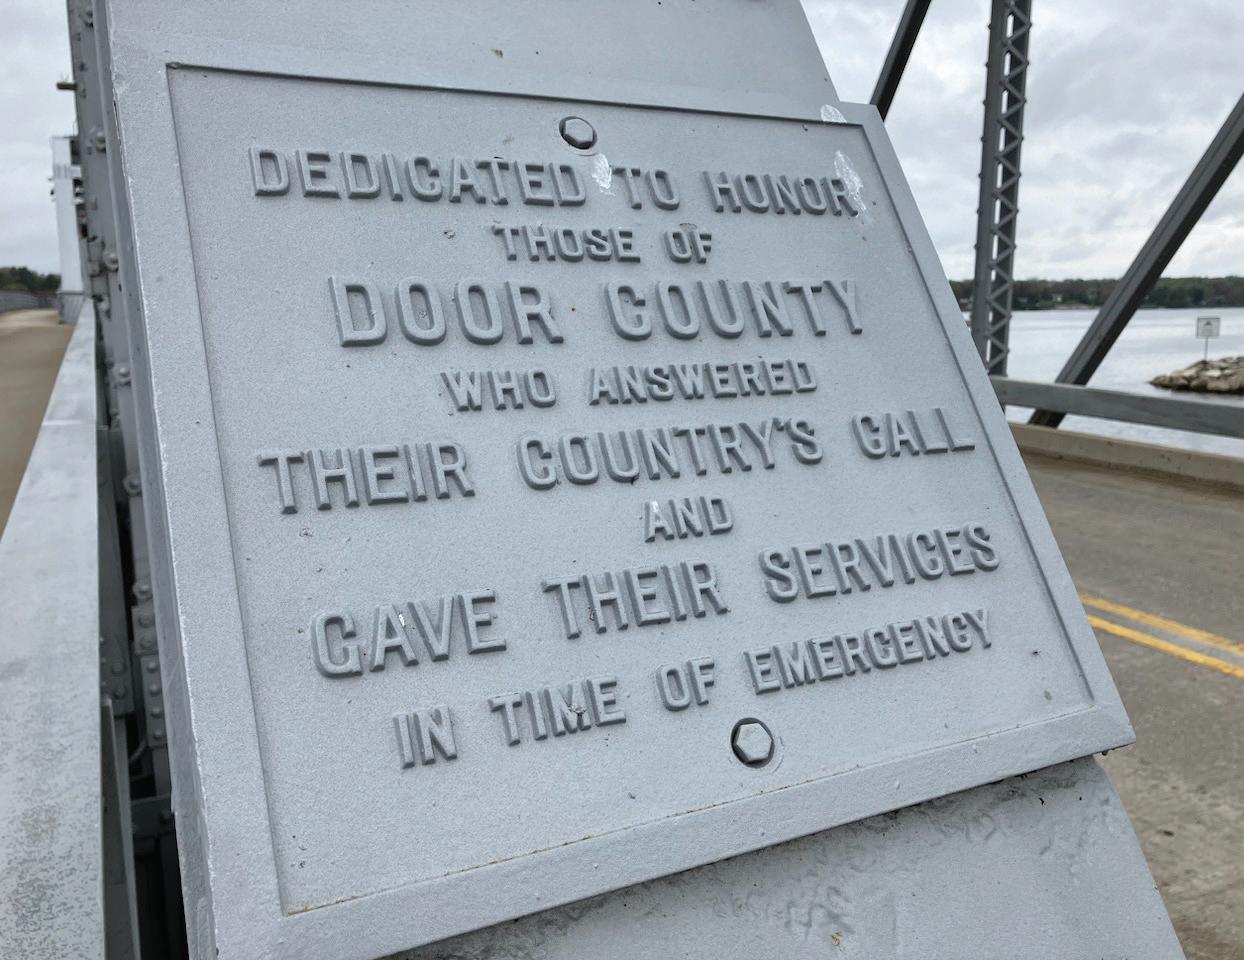 DEDICATED TO HONOR
THOSE OF
DOOR COUNTY
WHO ANSWERED
THEIR COUNTRY'S CALL
AND
GAVE THEIR SERVICES
IN TIME OF EMERGENCY